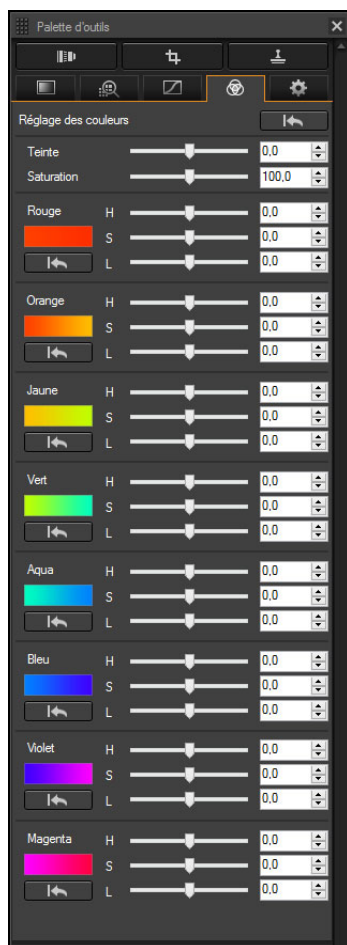 Palette d'outils
Réglage des couleurs
Teinte 0,0
Saturation 100,0
Rouge H 0,0
S 0,0
L 0,0
Orange H 0,0
S 0,0
L 0,0
Jaune H 0,0
S 0,0
L 0,0
Vert H 0,0
S 0,0
L 0,0
Aqua H 0,0
S 0,0
L 0,0
Bleu H 0,0
S 0,0
L 0,0
Violet H 0,0
S 0,0
L 0,0
Magenta H 0,0
S 0,0
L 0,0